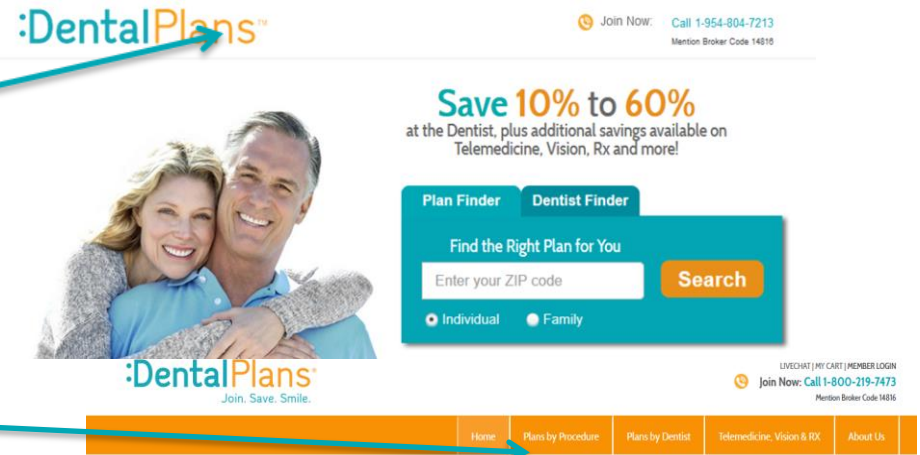 :DentalPlans™
Join Now: Call 1-954-804-7213
Mention Broker Code 14816
Save 10% to 60%
at the Dentist, plus additional savings available on
Telemedicine, Vision, Rx and more!
Plan Finder Dentist Finder
Find the Right Plan for You
Enter your ZIP code Search
Individual Family
:DentalPlans
Join. Save. Smile.
LIVECHAT | MY CART | MEMBER LOGIN
Join Now: Call 1-800-219-7473
Mention Broker Code 14816
Home Plans by Procedure Plans by Dentist Telemedicine, Vision & RX About Us